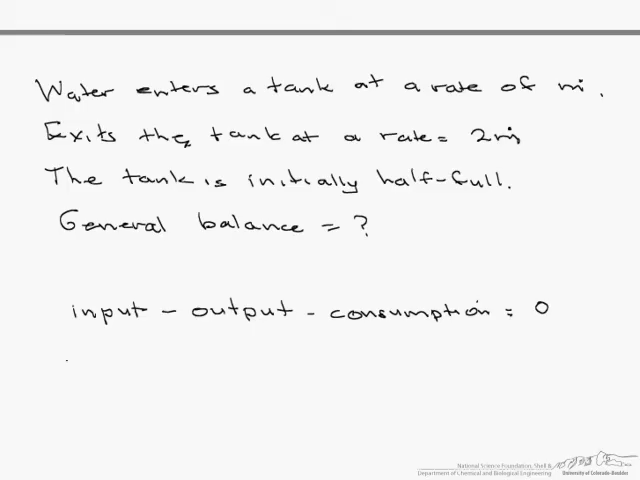 Water enters a tank at a rate of ṁ.
Exits the tank at a rate = 2ṁ
The tank is initially half-full.
General balance = ?
input - output - consumption = 0
National Science Foundation, Shell &
Department of Chemical and Biological Engineering
University of Colorado-Boulder